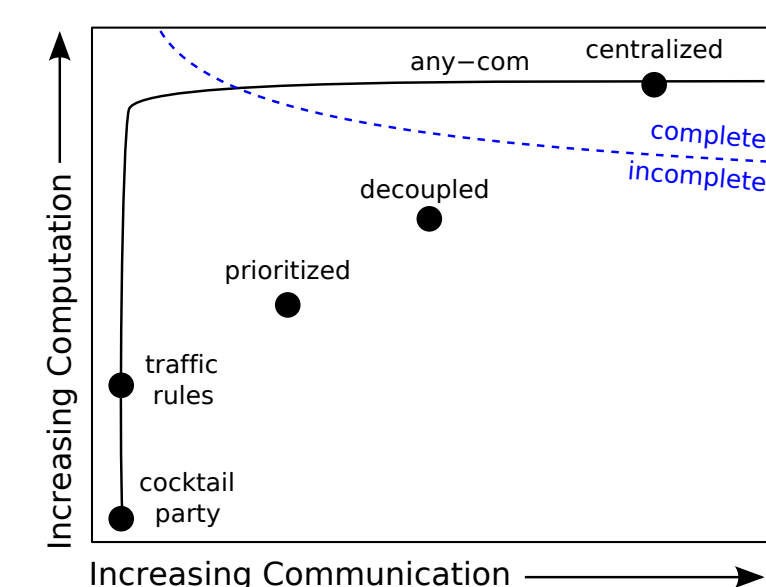 centralized
any−com
complete
incomplete
decoupled
prioritized
traffic
rules
cocktail
party
Increasing Computation
Increasing Communication